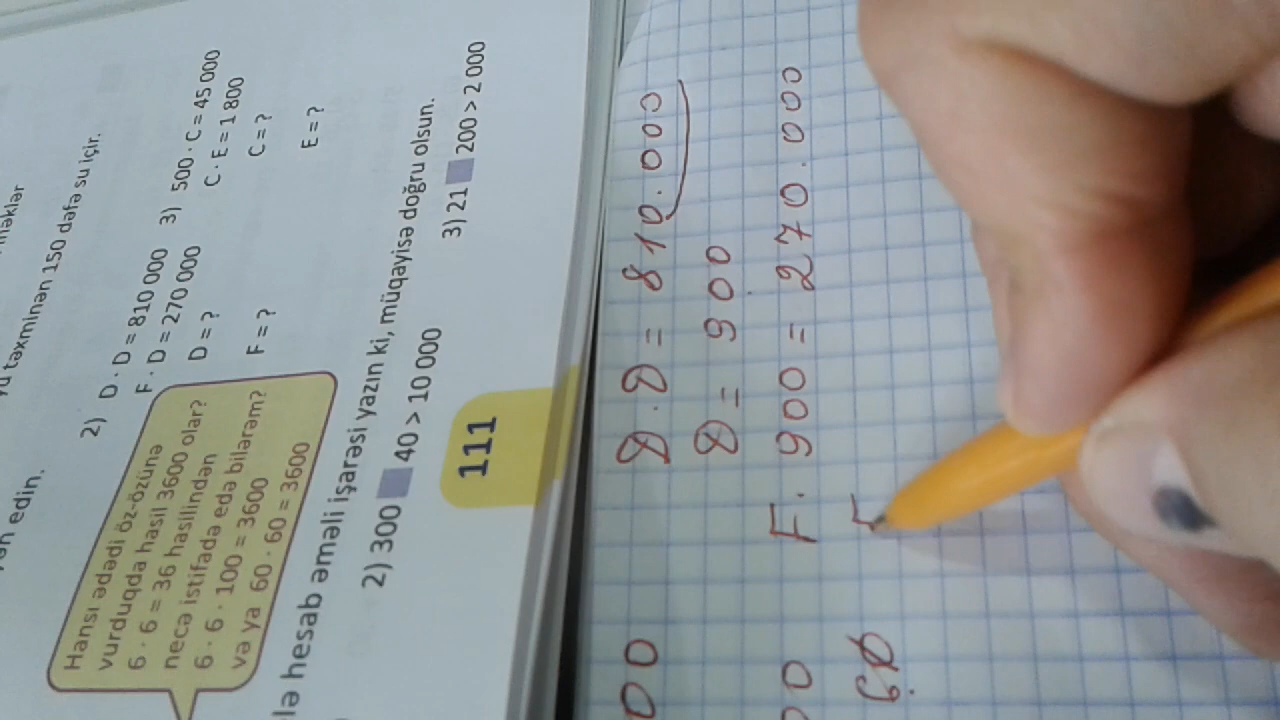 təxminən 150 dəfə su içir.
edin.
2) D · D = 810 000
F · D = 270 000
D = ?
F = ?
3) 500 · C = 45 000
C · E = 1 800
C = ?
E = ?
Hansı ədədi öz-özünə
vurduqda hasil 3600 olar?
6 · 6 = 36 hasilindən
necə istifadə edə bilərəm?
6 · 6 · 100 = 3600
və ya 60 · 60 = 3600
hesab əməli işarəsi yazın ki, müqayisə doğru olsun.
2) 300 40 > 10 000
3) 21 200 > 2 000
111
D · D = 810.000
D = 900
F · 900 = 270.000
F
00
00